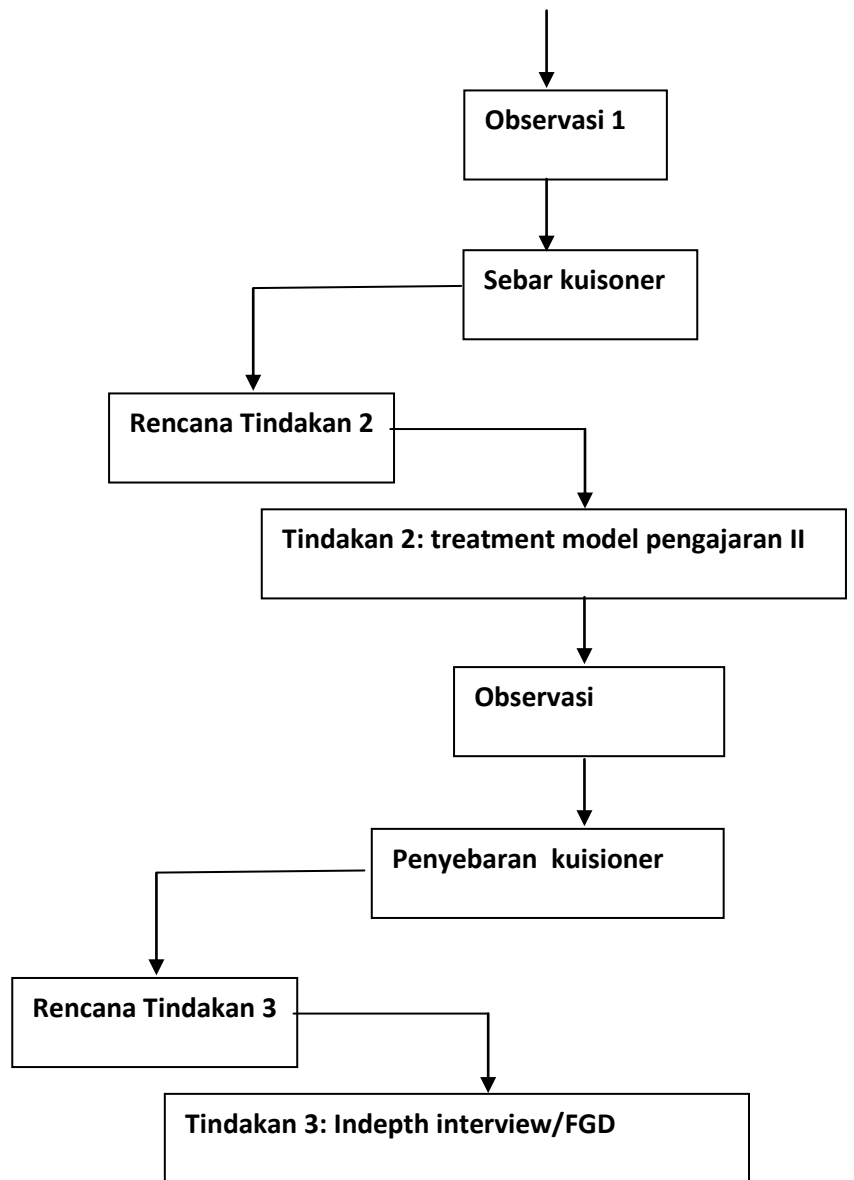 Observasi 1
Sebar kuisoner
Rencana Tindakan 2
Tindakan 2: treatment model pengajaran II
Observasi
Penyebaran kuisioner
Rencana Tindakan 3
Tindakan 3: Indepth interview/FGD